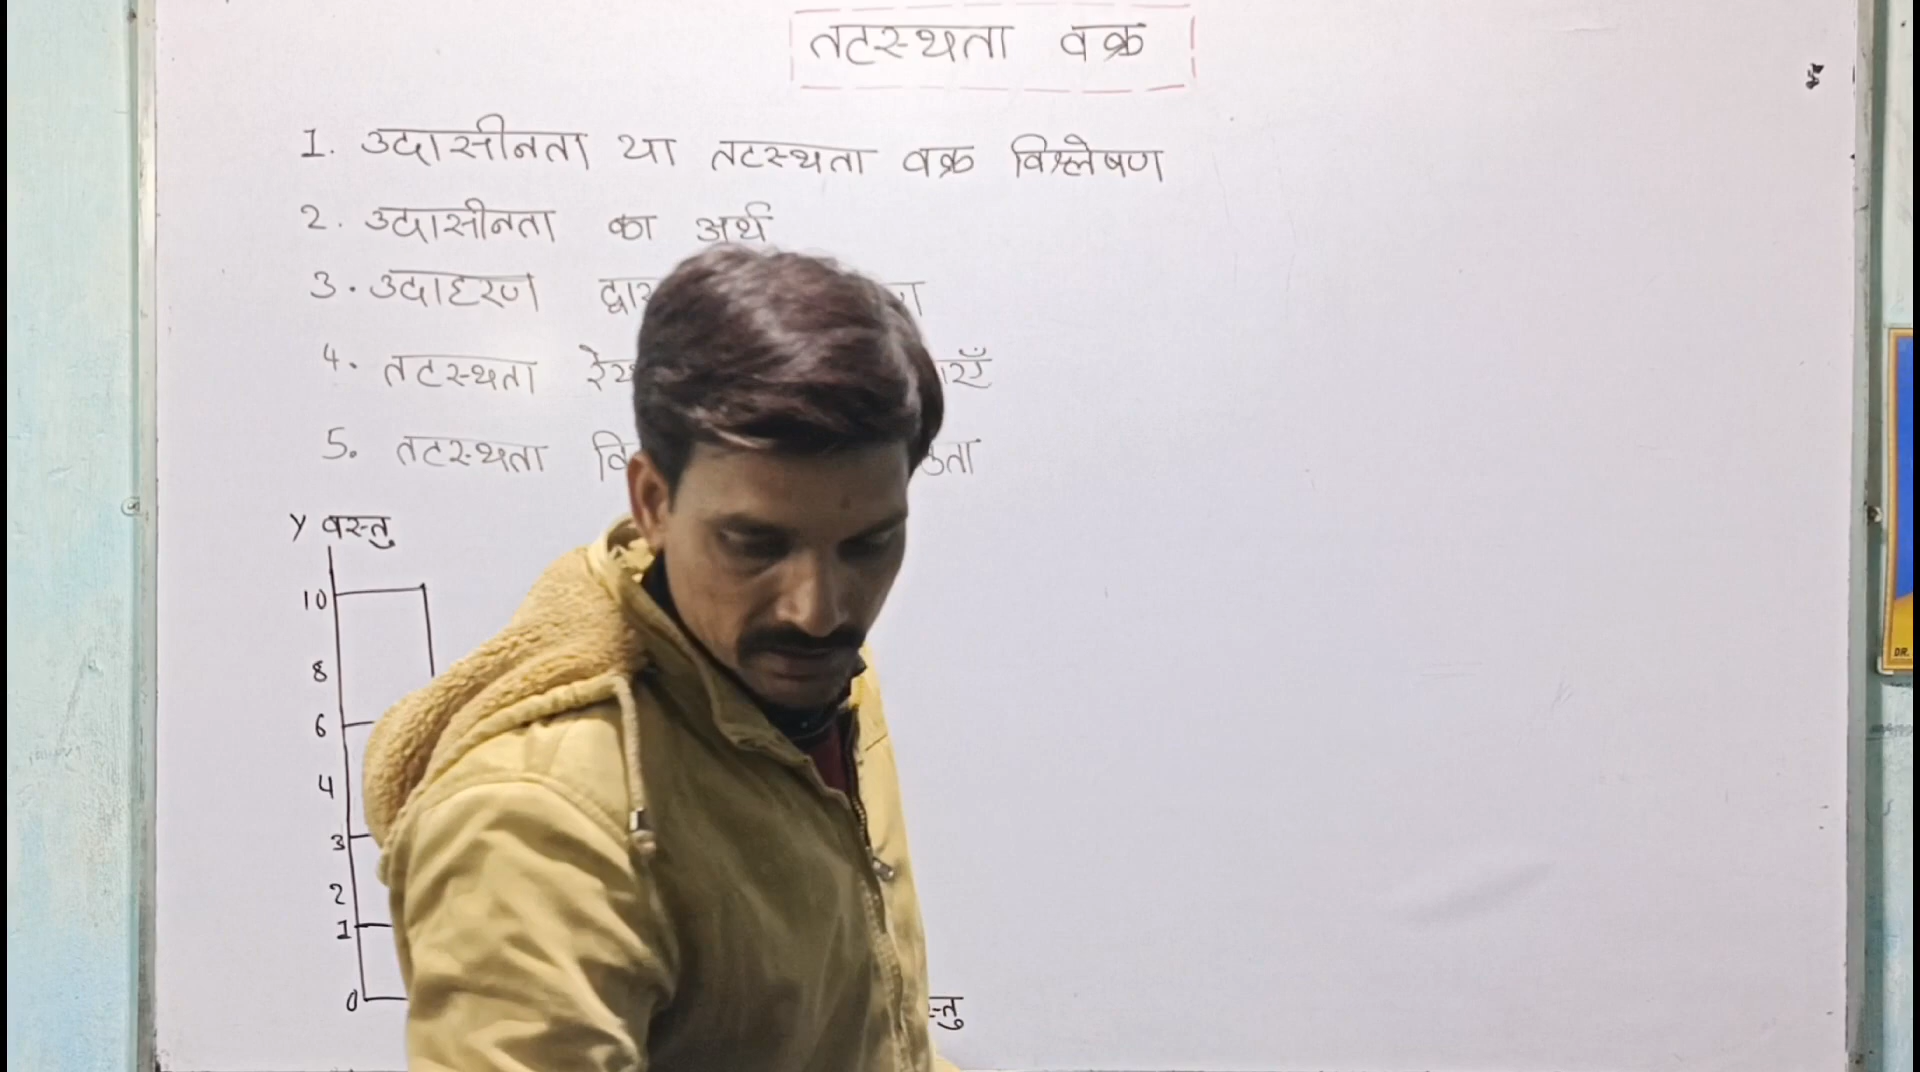 तटस्थता वक्र
1. उदासीनता या तटस्थता वक्र विश्लेषण
2. उदासीनता का अर्थ
3. उदाहरण
4. तटस्थता
5. तटस्थता
Y वस्तु
10
8
6
4
3
2
1
0
DR.